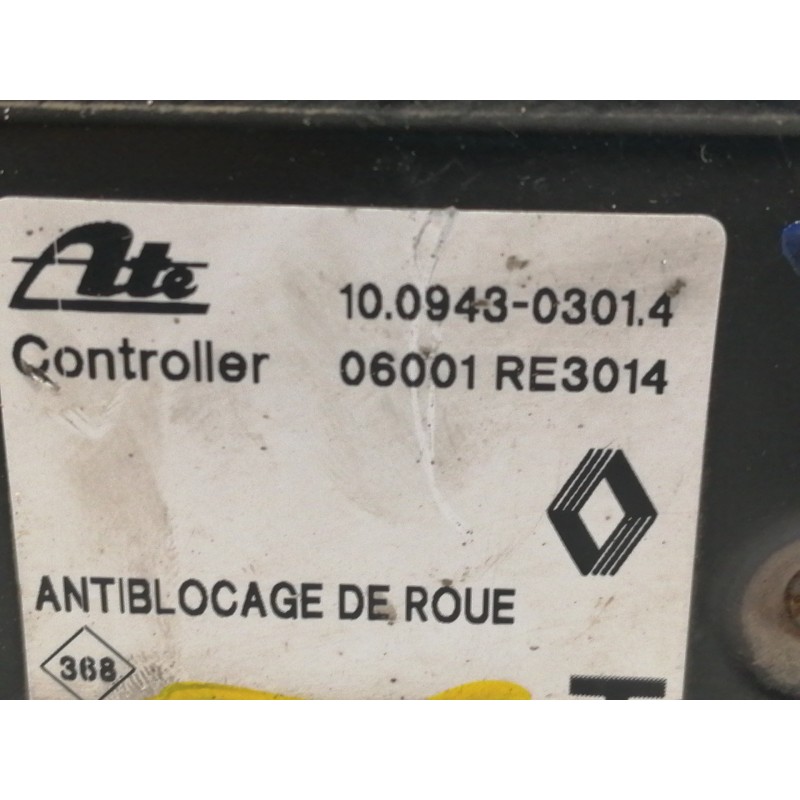 Ate
10.0943-0301.4
Controller 06001 RE3014
ANTIBLOCAGE DE ROUE
368